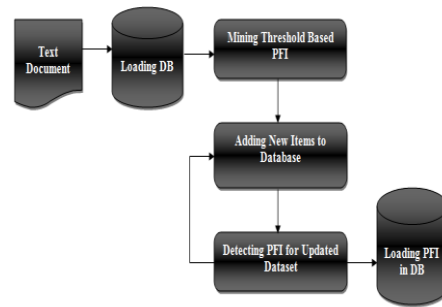 Text
Document
Loading DB
Mining Threshold Based
PFI
Adding New Items to
Database
Detecting PFI for Updated
Dataset
Loading PFI
in DB